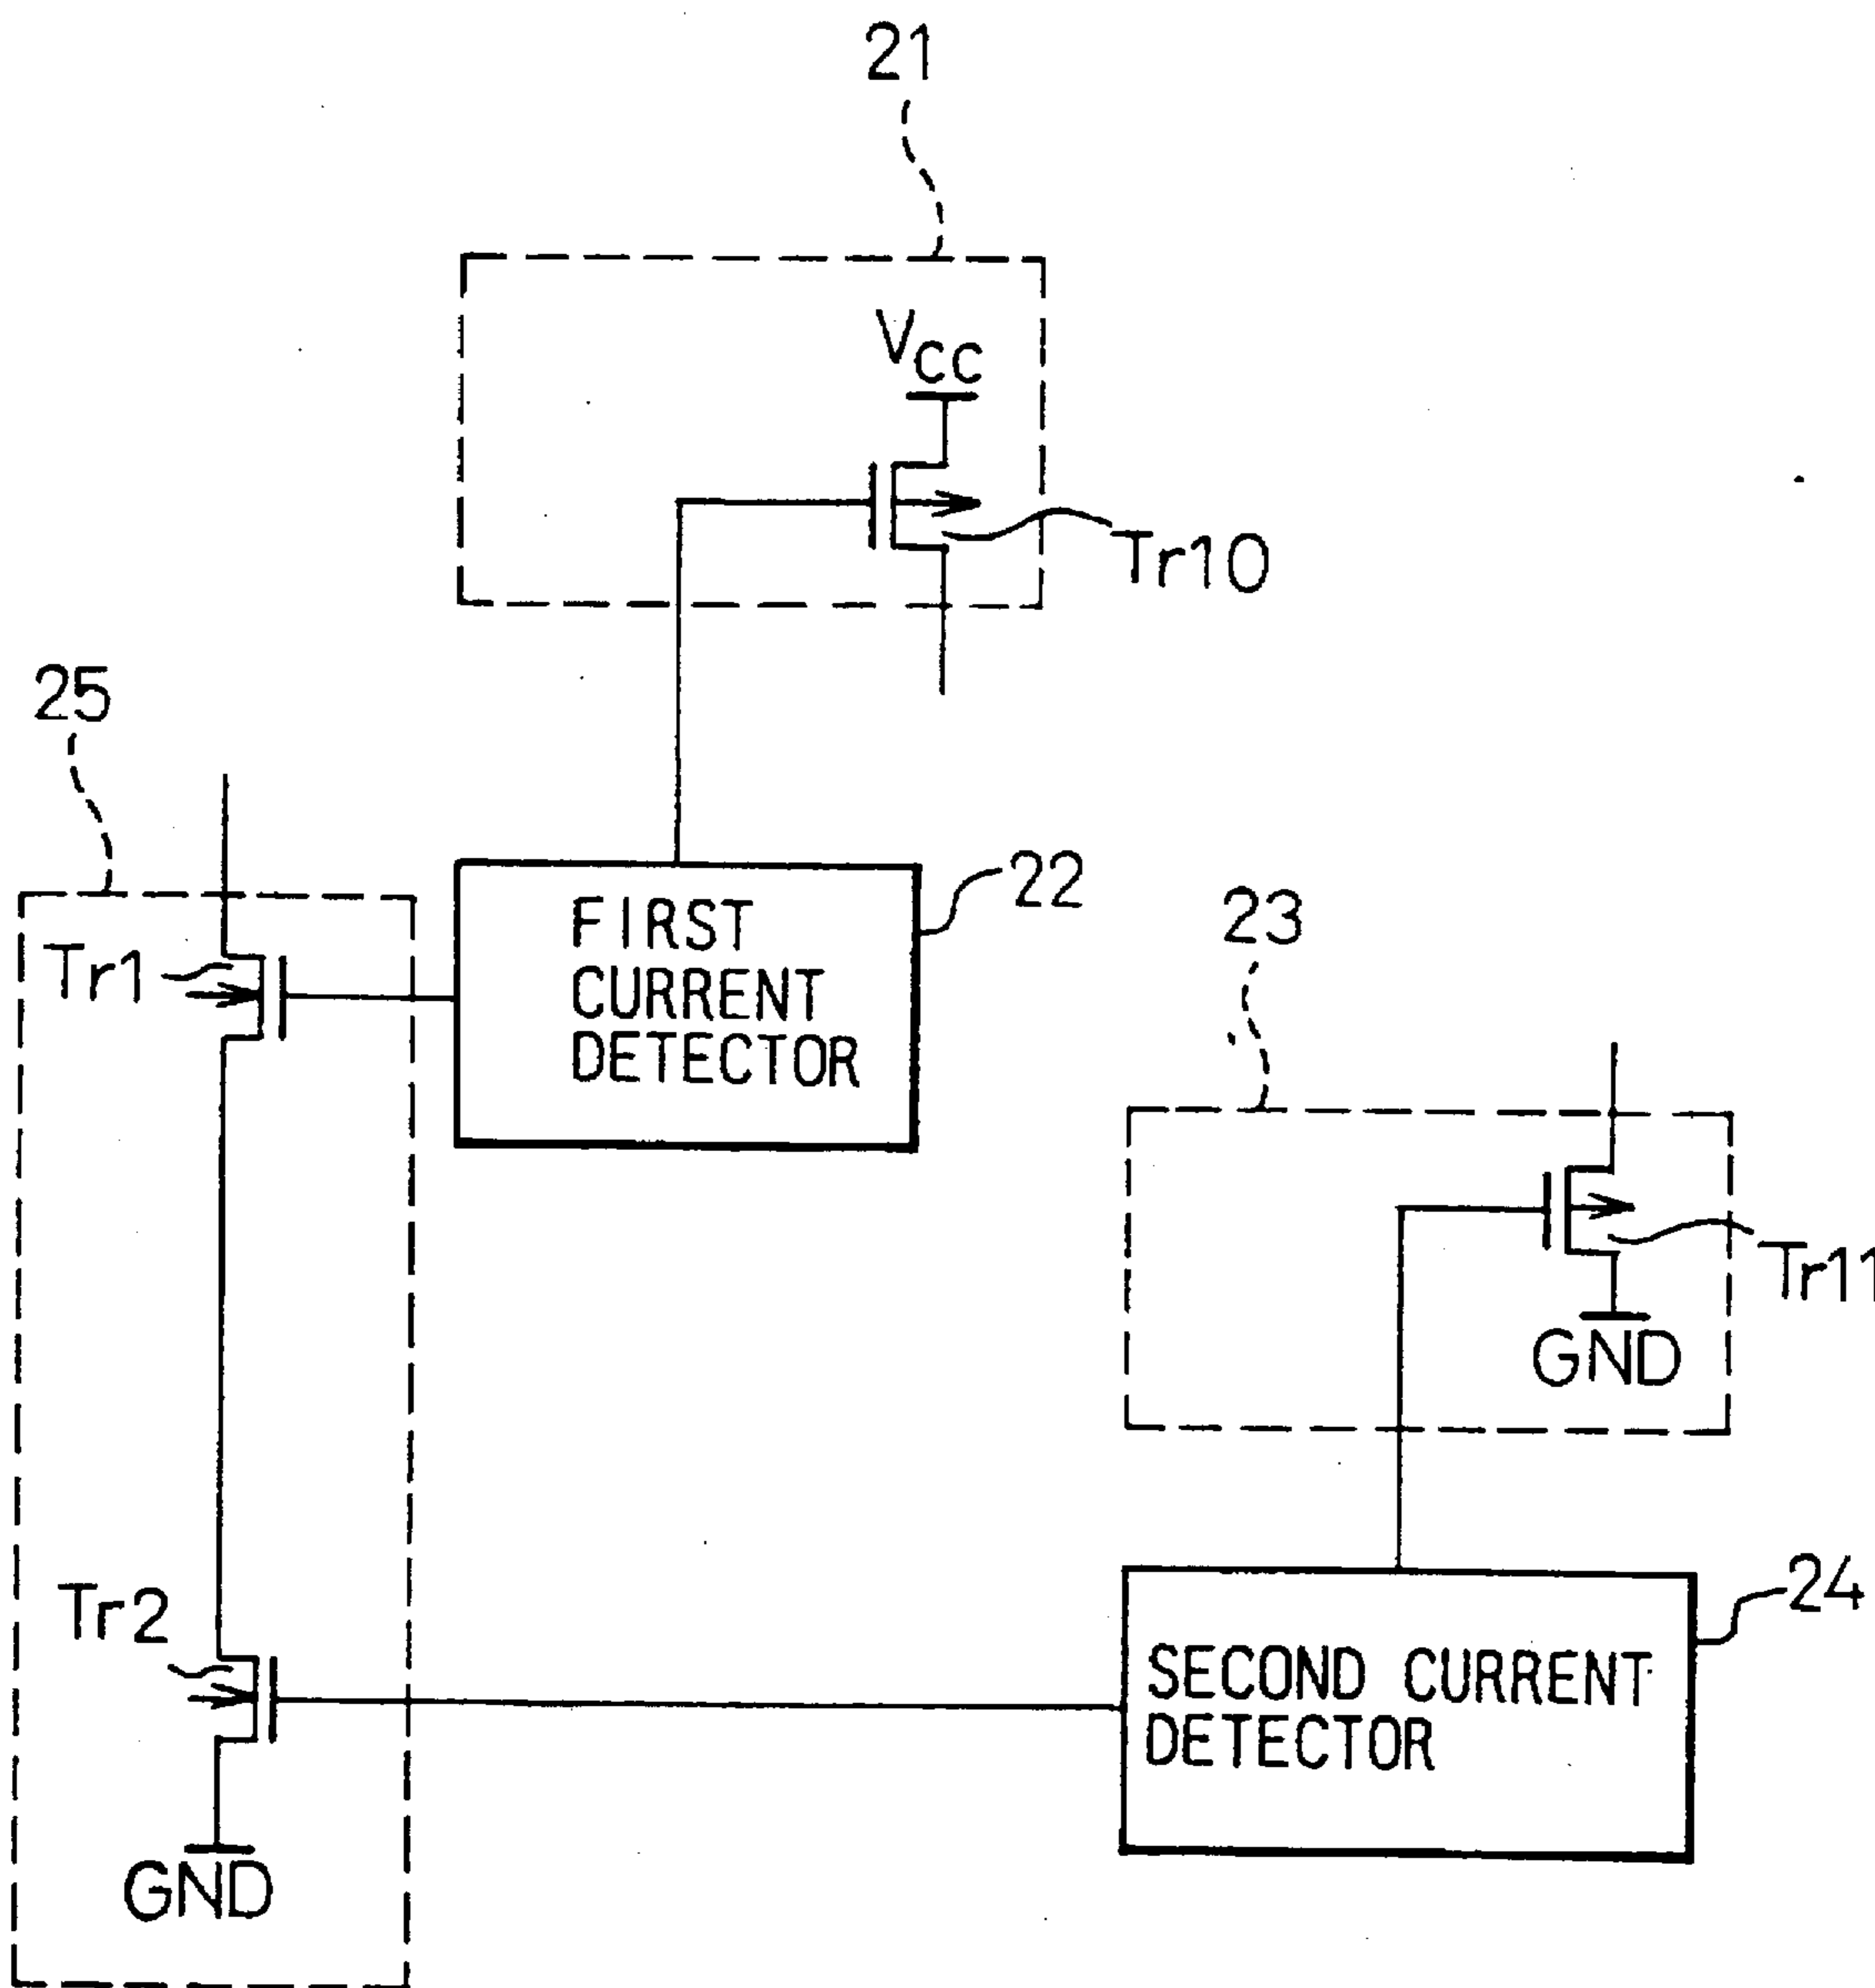 21
Vcc
Tr10
25
22
Tr1
FIRST
CURRENT
DETECTOR
23
Tr11
GND
24
Tr2
SECOND CURRENT
DETECTOR
GND